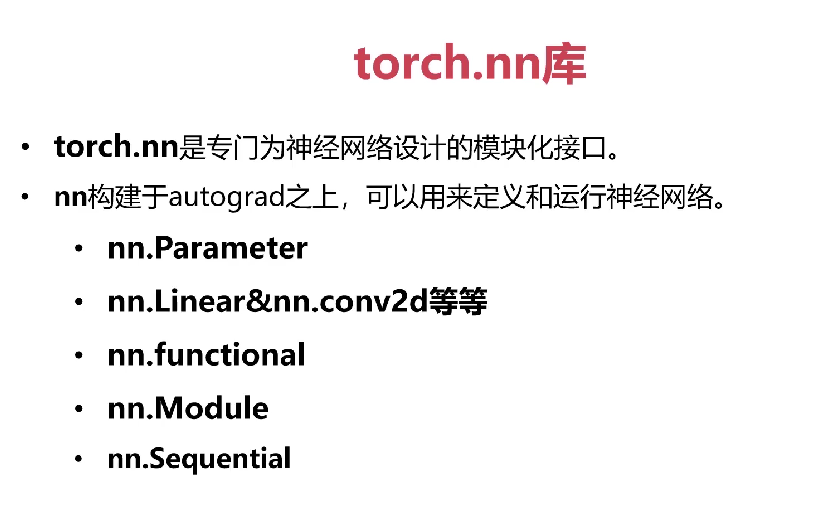 torch.nn库
• torch.nn是专门为神经网络设计的模块化接口。
• nn构建于autograd之上，可以用来定义和运行神经网络。
• nn.Parameter
• nn.Linear&nn.conv2d等等
• nn.functional
• nn.Module
• nn.Sequential